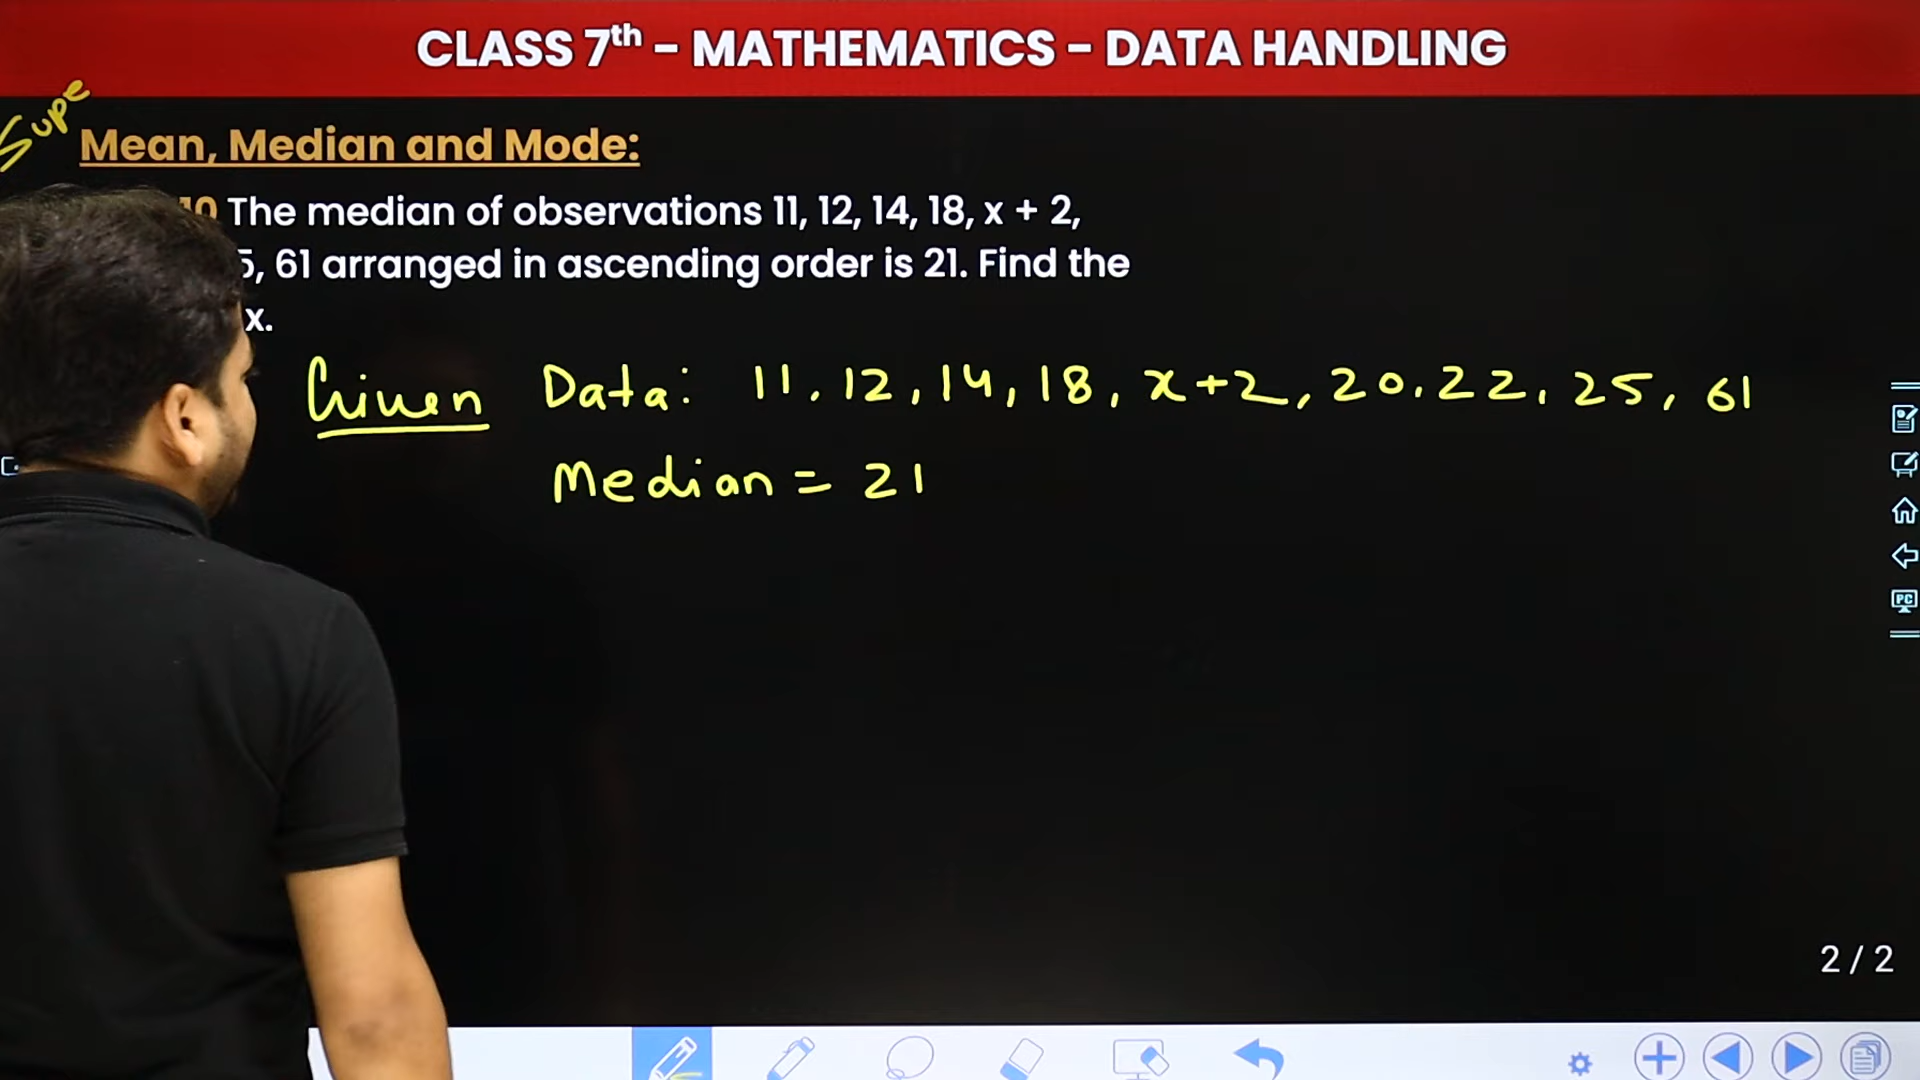 CLASS 7th - MATHEMATICS - DATA HANDLING
Supe
Mean, Median and Mode:
10 The median of observations 11, 12, 14, 18, x + 2,
5, 61 arranged in ascending order is 21. Find the
x.
Given Data: 11, 12, 14, 18, x+2, 20, 22, 25, 61
Median = 21
PC
2 / 2